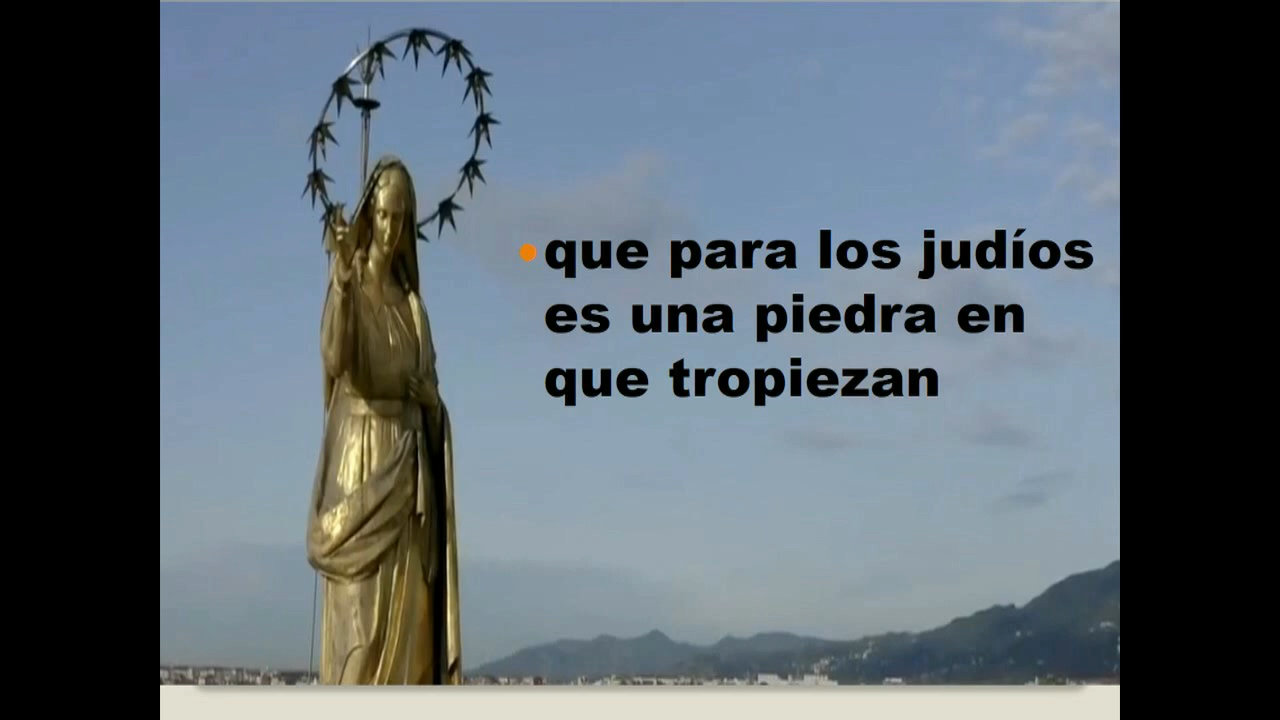 que para los judíos
es una piedra en
que tropiezan